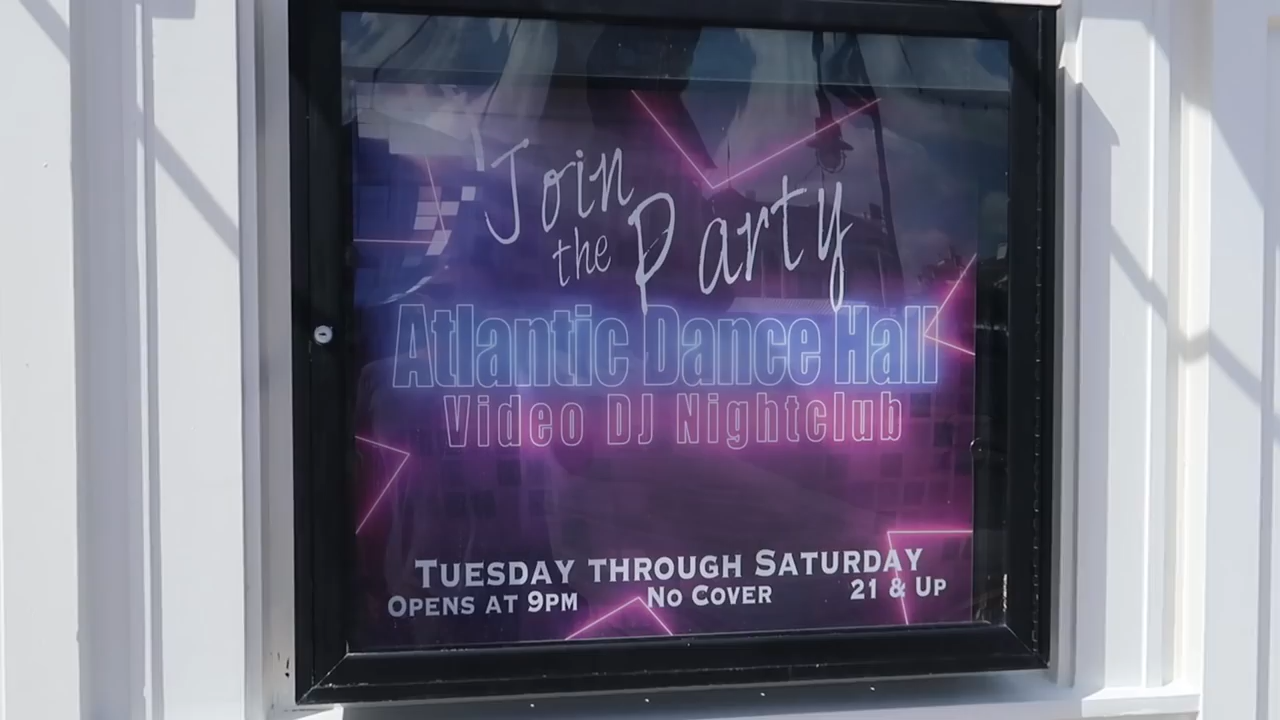 Join
the Party
Atlantic Dance Hall
Video DJ Nightclub
Tuesday through Saturday
Opens at 9pm No Cover 21 & Up